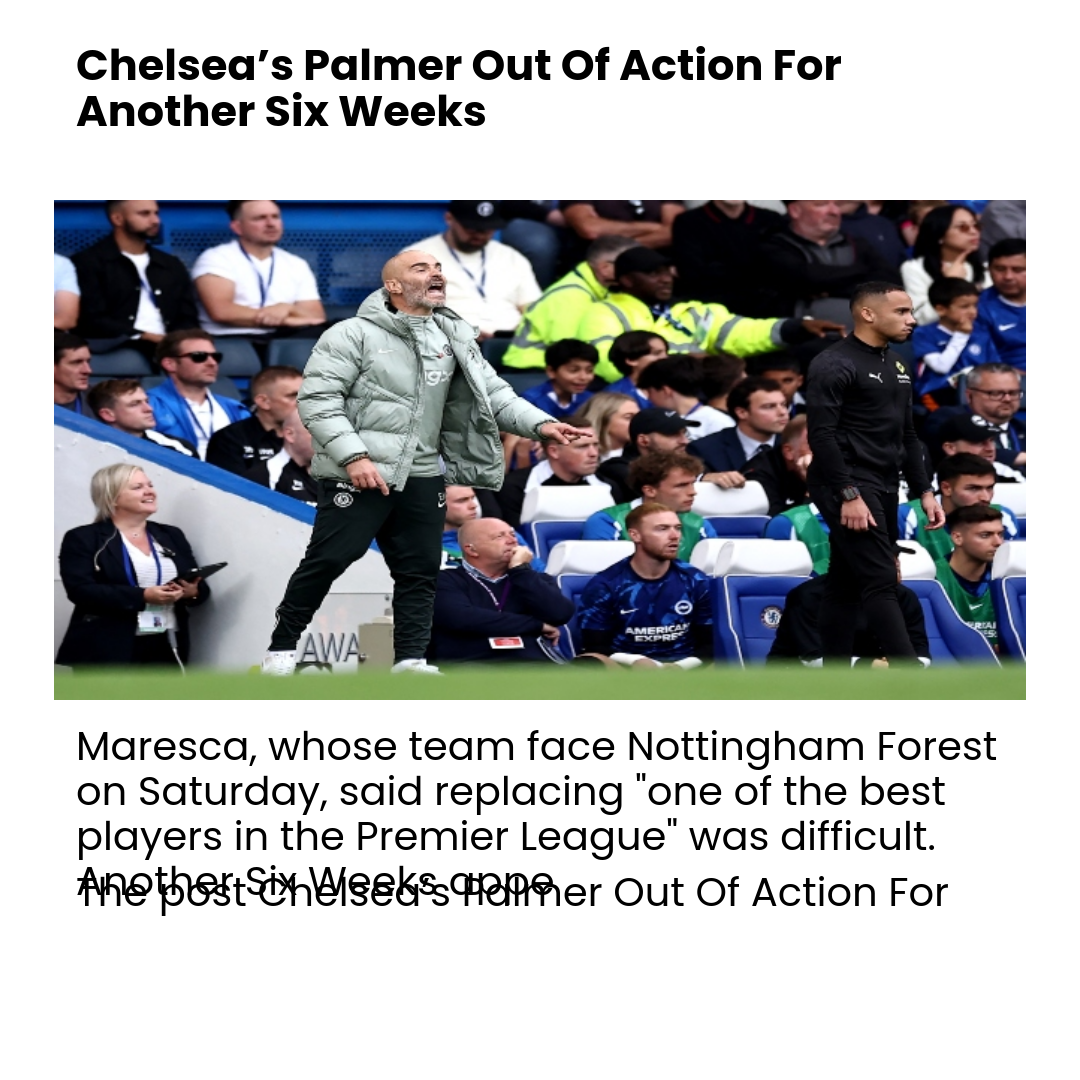 Chelsea’s Palmer Out Of Action For
Another Six Weeks
AWA
AMERICAN
EXPRESS
Maresca, whose team face Nottingham Forest
on Saturday, said replacing "one of the best
players in the Premier League" was difficult.
The post Chelsea’s Palmer Out Of Action For
Another Six Weeks appe